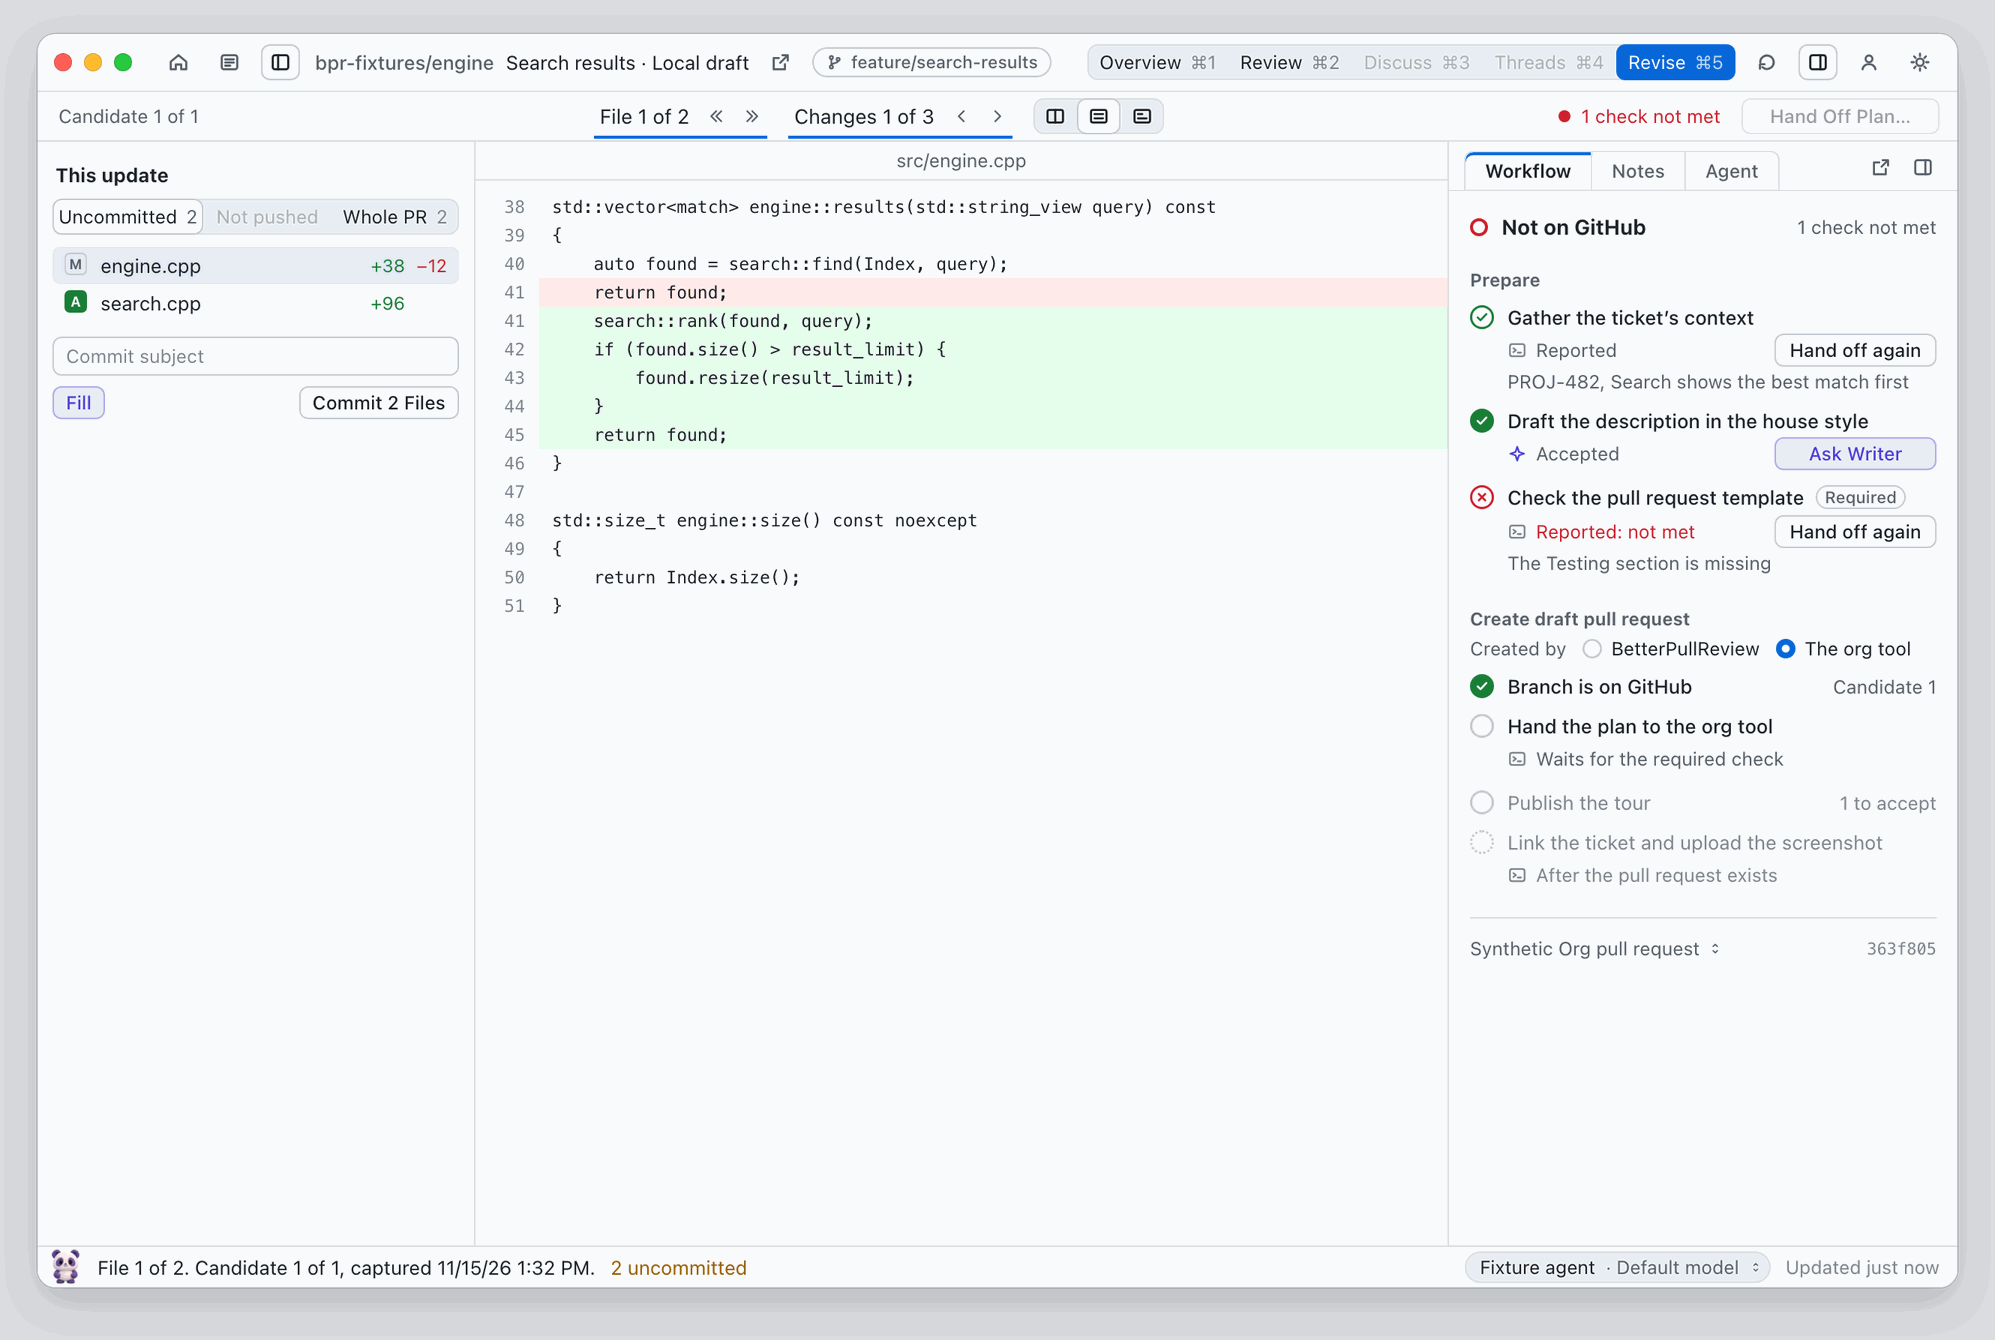 bpr-fixtures/engine Search results · Local draft feature/search-results Overview ⌘1 Review ⌘2 Discuss ⌘3 Threads ⌘4 Revise ⌘5
Candidate 1 of 1 File 1 of 2 Changes 1 of 3 1 check not met Hand Off Plan...
This update
Uncommitted 2 Not pushed Whole PR 2
M engine.cpp +38 −12
A search.cpp +96
Commit subject
Fill Commit 2 Files
src/engine.cpp
38 std::vector<match> engine::results(std::string_view query) const
39 {
40     auto found = search::find(Index, query);
41     return found;
41     search::rank(found, query);
42     if (found.size() > result_limit) {
43         found.resize(result_limit);
44     }
45     return found;
46 }
47
48 std::size_t engine::size() const noexcept
49 {
50     return Index.size();
51 }
Workflow Notes Agent
Not on GitHub 1 check not met
Prepare
Gather the ticket’s context
Reported Hand off again
PROJ-482, Search shows the best match first
Draft the description in the house style
Accepted Ask Writer
Check the pull request template Required
Reported: not met Hand off again
The Testing section is missing
Create draft pull request
Created by BetterPullReview The org tool
Branch is on GitHub Candidate 1
Hand the plan to the org tool
Waits for the required check
Publish the tour 1 to accept
Link the ticket and upload the screenshot
After the pull request exists
Synthetic Org pull request 363f805
File 1 of 2. Candidate 1 of 1, captured 11/15/26 1:32 PM. 2 uncommitted Fixture agent · Default model Updated just now